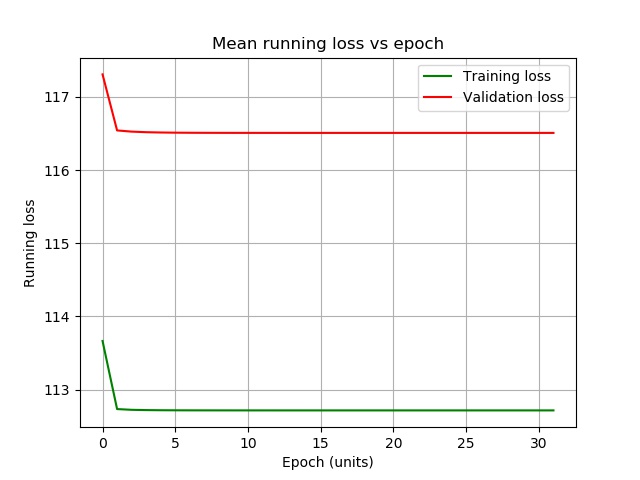 Mean running loss vs epoch
Training loss
Validation loss
117
116
115
114
113
Running loss
0 5 10 15 20 25 30
Epoch (units)